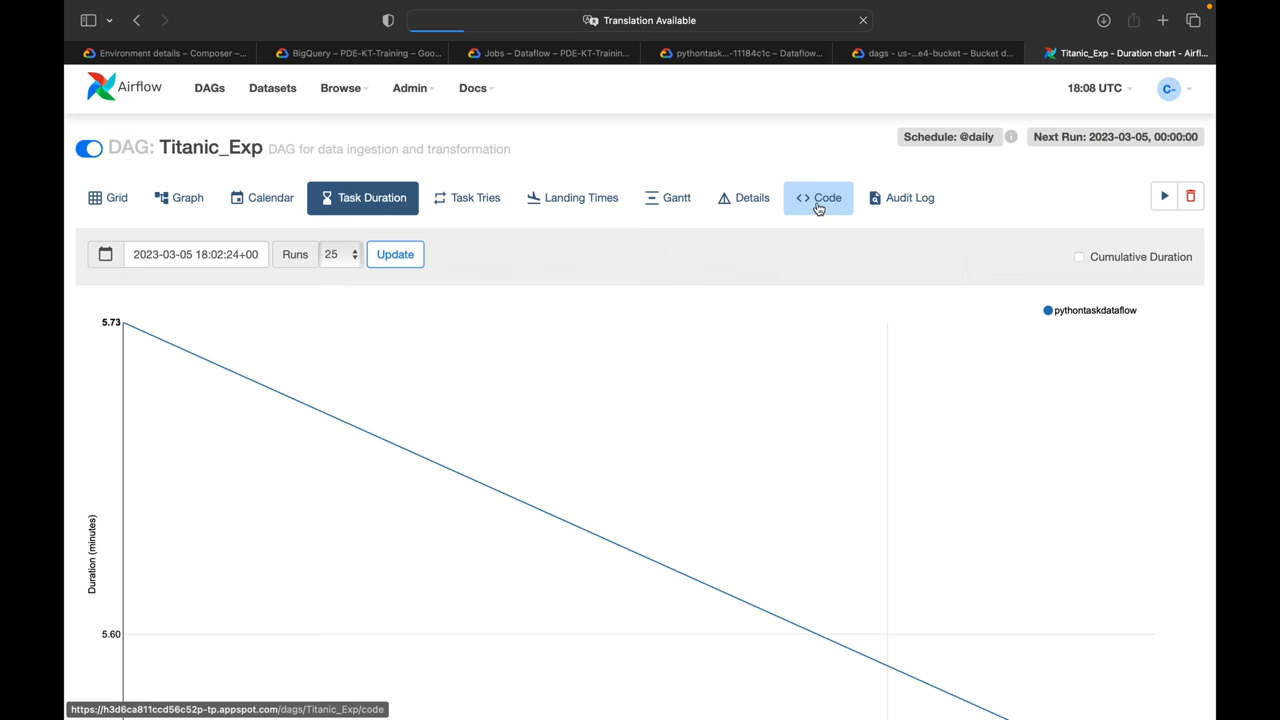 Translation Available
Environment details – Composer –...
BigQuery – PDE-KT-Training – Goo...
Jobs – Dataflow – PDE-KT-Trainin...
pythontask...-11184c1c – Dataflow...
dags - us-...e4-bucket – Bucket d...
Titanic_Exp - Duration chart - Airfl...
Airflow
DAGs
Datasets
Browse
Admin
Docs
18:08 UTC
C-
DAG: Titanic_Exp DAG for data ingestion and transformation
Schedule: @daily
Next Run: 2023-03-05, 00:00:00
Grid
Graph
Calendar
Task Duration
Task Tries
Landing Times
Gantt
Details
Code
Audit Log
2023-03-05 18:02:24+00
Runs
25
Update
Cumulative Duration
pythontaskdataflow
5.73
Duration (minutes)
5.60
https://h3d6ca811ccd56c52p-tp.appspot.com/dags/Titanic_Exp/code